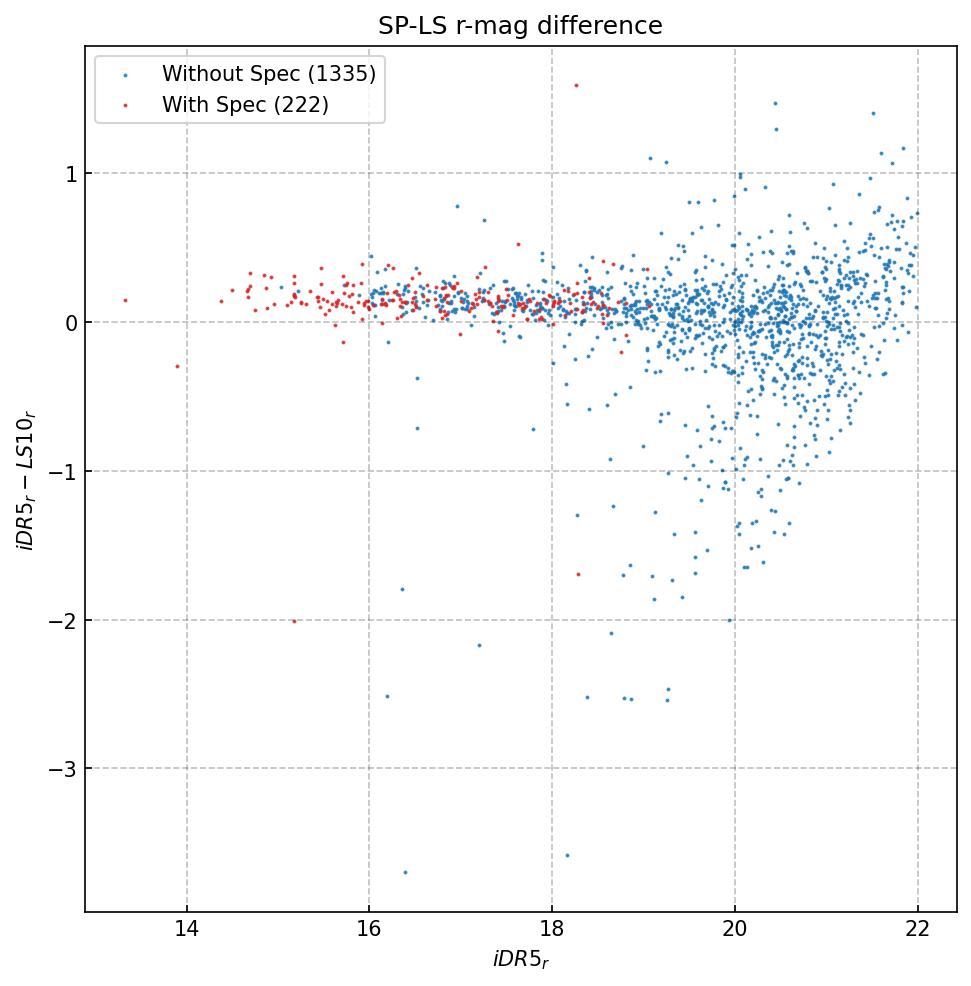 SP-LS r-mag difference
Without Spec (1335)
With Spec (222)
1
0
−1
−2
−3
iDR5r − LS10r
14 16 18 20 22
iDR5r